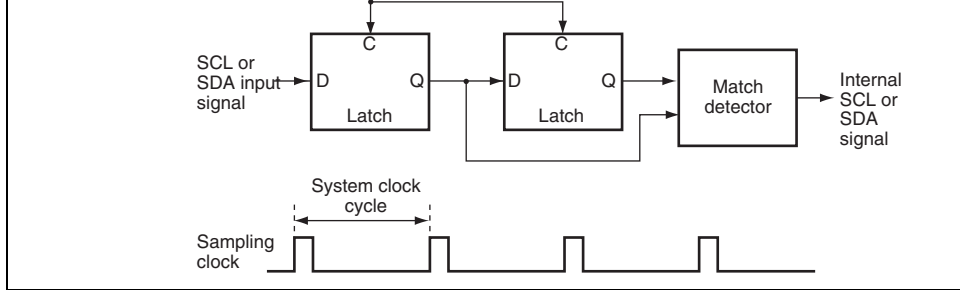 C
C
SCL or
SDA input
signal
D
Q
D
Q
Latch
Latch
Match
detector
Internal
SCL or
SDA
signal
System clock
cycle
Sampling
clock